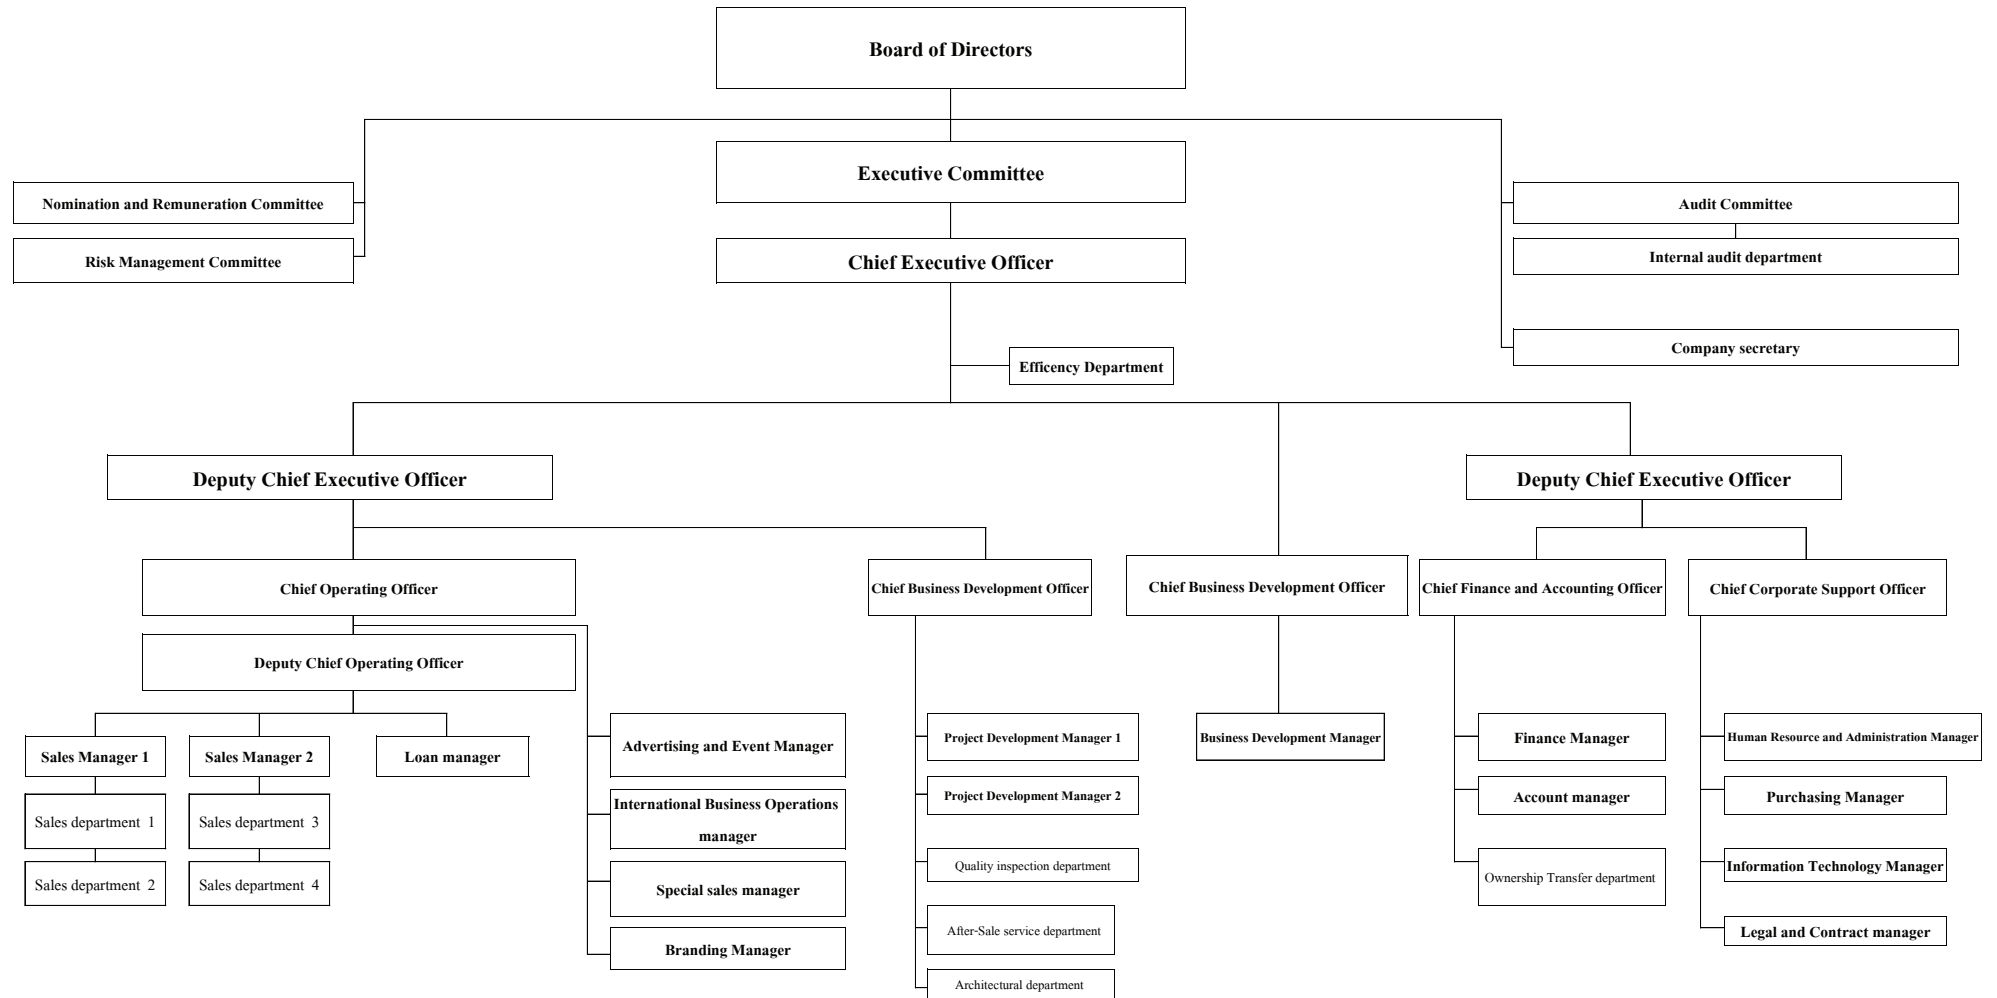 Board of Directors
Executive Committee
Nomination and Remuneration Committee
Audit Committee
Risk Management Committee
Chief Executive Officer
Internal audit department
Company secretary
Efficency Department
Deputy Chief Executive Officer
Deputy Chief Executive Officer
Chief Operating Officer
Chief Business Development Officer
Chief Business Development Officer
Chief Finance and Accounting Officer
Chief Corporate Support Officer
Deputy Chief Operating Officer
Sales Manager 1
Sales Manager 2
Loan manager
Sales department 1
Sales department 3
Sales department 2
Sales department 4
Advertising and Event Manager
International Business Operations
manager
Special sales manager
Branding Manager
Project Development Manager 1
Project Development Manager 2
Quality inspection department
After-Sale service department
Architectural department
Business Development Manager
Finance Manager
Account manager
Ownership Transfer department
Human Resource and Administration Manager
Purchasing Manager
Information Technology Manager
Legal and Contract manager